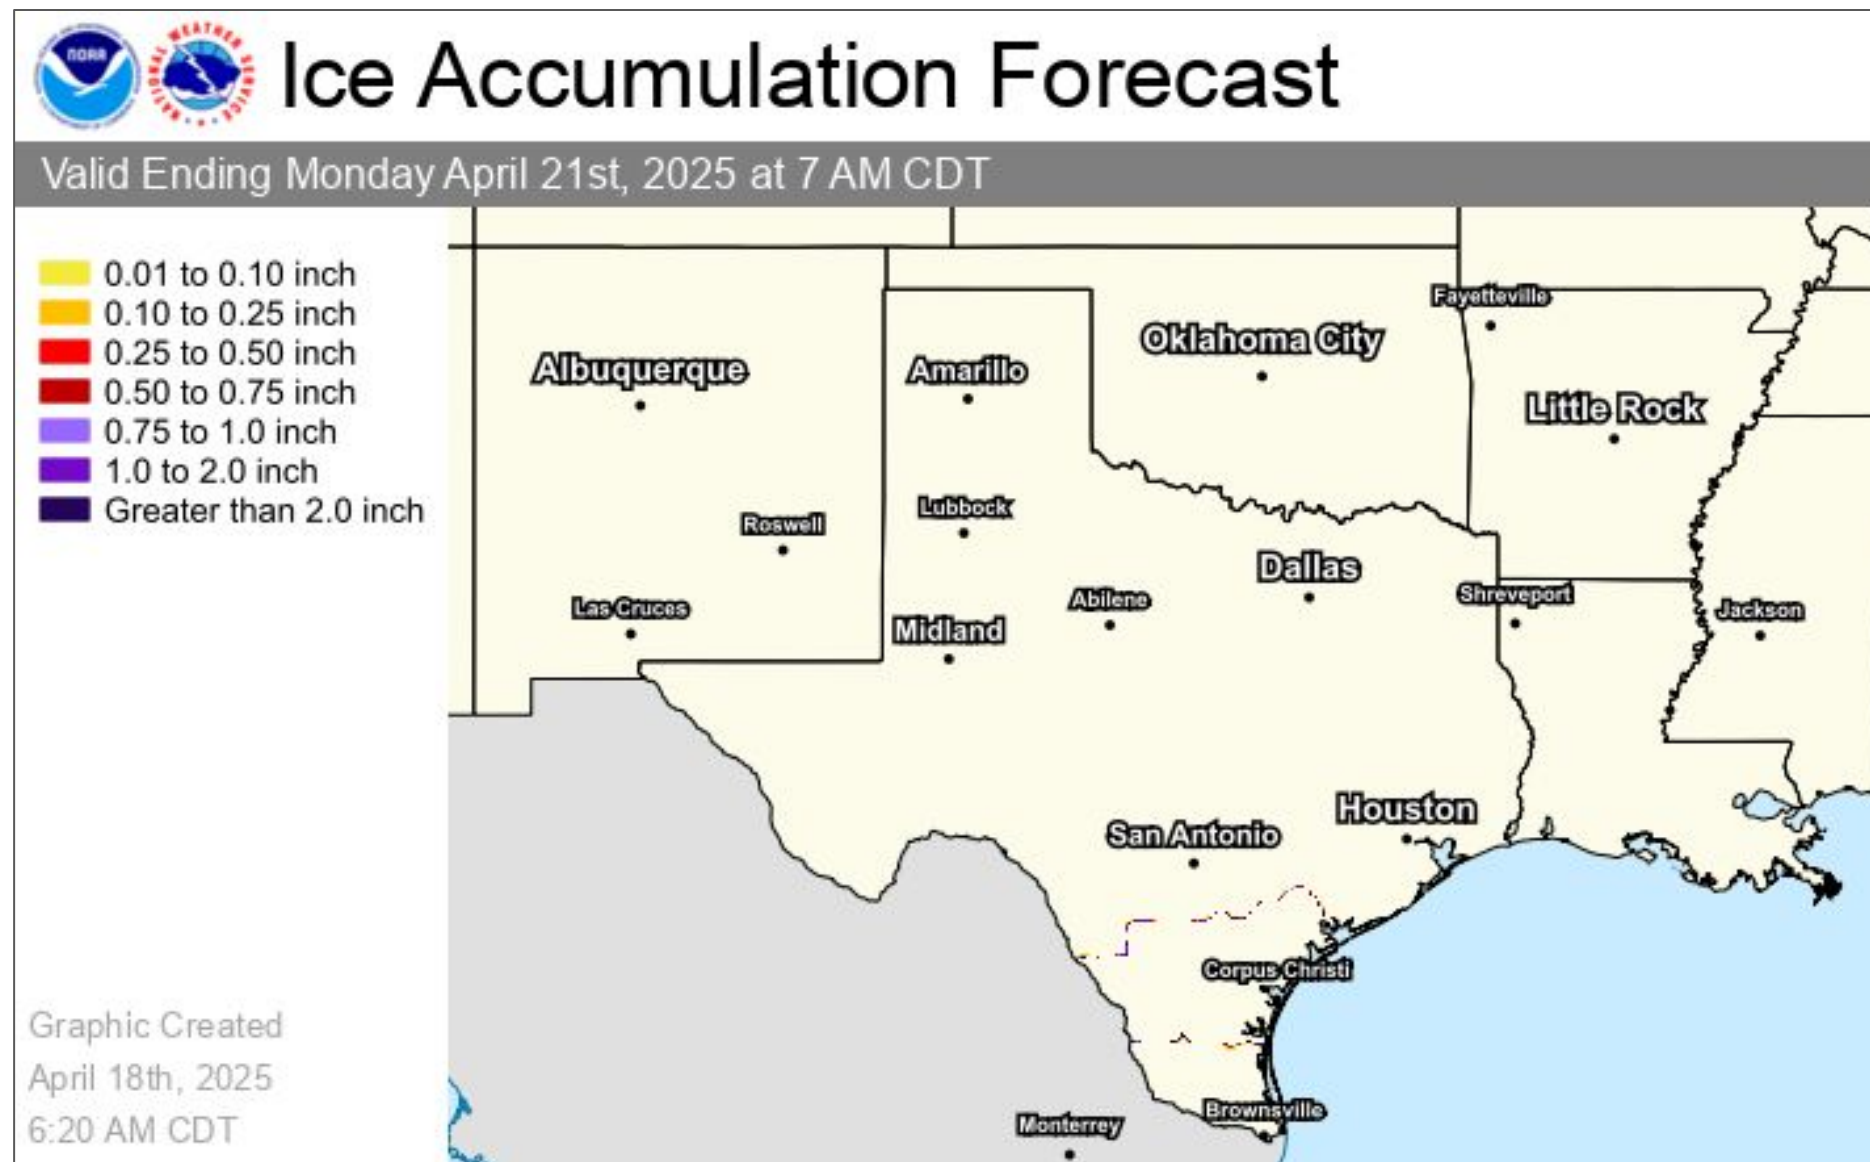 NOAA
NATIONAL WEATHER SERVICE
Ice Accumulation Forecast
Valid Ending Monday April 21st, 2025 at 7 AM CDT
0.01 to 0.10 inch
0.10 to 0.25 inch
0.25 to 0.50 inch
0.50 to 0.75 inch
0.75 to 1.0 inch
1.0 to 2.0 inch
Greater than 2.0 inch
Fayetteville
Oklahoma City
Albuquerque
Amarillo
Little Rock
Lubbock
Roswell
Dallas
Shreveport
Abilene
Las Cruces
Jackson
Midland
Houston
San Antonio
Corpus Christi
Brownsville
Monterrey
Graphic Created
April 18th, 2025
6:20 AM CDT